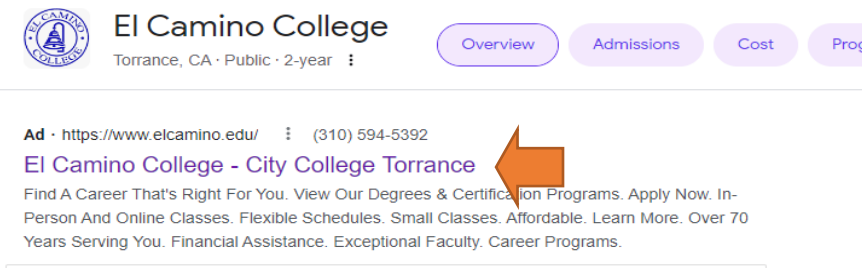 EL CAMINO COLLEGE
El Camino College
Torrance, CA · Public · 2-year
Overview
Admissions
Cost
Ad · https://www.elcamino.edu/ (310) 594-5392
El Camino College - City College Torrance
Find A Career That's Right For You. View Our Degrees & Certification Programs. Apply Now. In-
Person And Online Classes. Flexible Schedules. Small Classes. Affordable. Learn More. Over 70
Years Serving You. Financial Assistance. Exceptional Faculty. Career Programs.